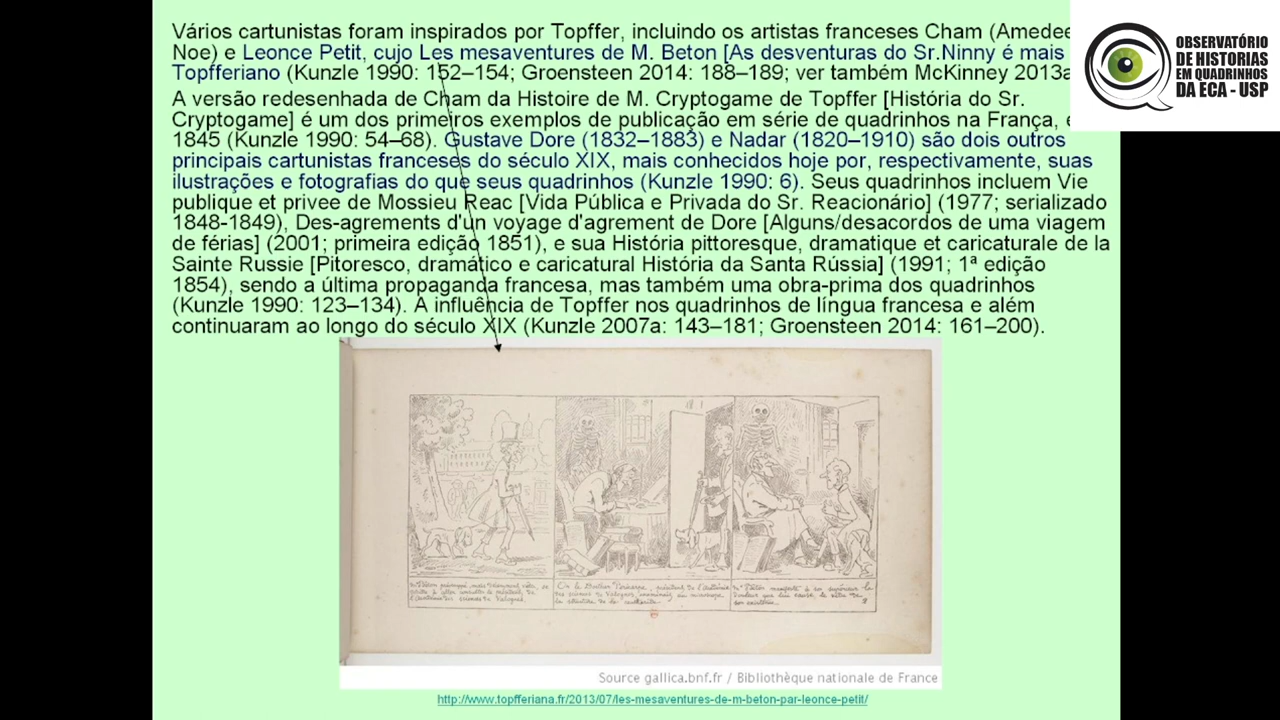 Vários cartunistas foram inspirados por Topffer, incluindo os artistas franceses Cham (Amedee
Noe) e Leonce Petit, cujo Les mesaventures de M. Beton [As desventuras do Sr.Ninny é mais
Topfferiano (Kunzle 1990: 152–154; Groensteen 2014: 188–189; ver também McKinney 2013a
A versão redesenhada de Cham da Histoire de M. Cryptogame de Topffer [História do Sr.
Cryptogame] é um dos primeiros exemplos de publicação em série de quadrinhos na França,
1845 (Kunzle 1990: 54–68). Gustave Dore (1832–1883) e Nadar (1820–1910) são dois outros
principais cartunistas franceses do século XIX, mais conhecidos hoje por, respectivamente, suas
ilustrações e fotografias do que seus quadrinhos (Kunzle 1990: 6). Seus quadrinhos incluem Vie
publique et privee de Mossieu Reac [Vida Pública e Privada do Sr. Reacionário] (1977; serializado
1848-1849), Des-agrements d'un voyage d'agrement de Dore [Alguns/desacordos de uma viagem
de férias] (2001; primeira edição 1851), e sua História pittoresque, dramatique et caricaturale de la
Sainte Russie [Pitoresco, dramático e caricatural História da Santa Rússia] (1991; 1ª edição
1854), sendo a última propaganda francesa, mas também uma obra-prima dos quadrinhos
(Kunzle 1990: 123–134). A influência de Topffer nos quadrinhos de língua francesa e além
continuaram ao longo do século XIX (Kunzle 2007a: 143–181; Groensteen 2014: 161–200).
OBSERVATÓRIO
DE HISTORIAS
EM QUADRINHOS
DA ECA - USP
Source gallica.bnf.fr / Bibliothèque nationale de France
http://www.topfferiana.fr/2013/07/les-mesaventures-de-m-beton-par-leonce-petit/